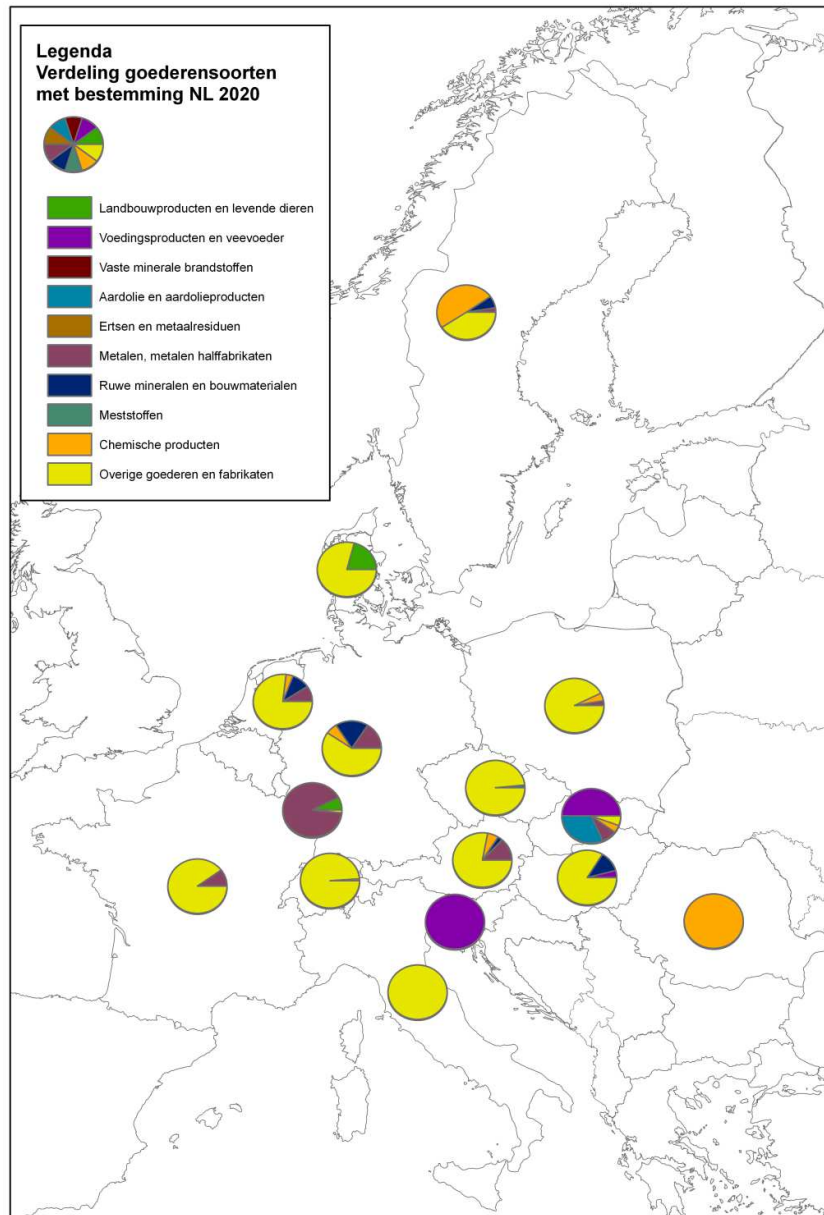 Legenda
Verdeling goederensoorten
met bestemming NL 2020
Landbouwproducten en levende dieren
Voedingsproducten en veevoeder
Vaste minerale brandstoffen
Aardolie en aardolieproducten
Ertsen en metaalresiduen
Metalen, metalen halffabrikaten
Ruwe mineralen en bouwmaterialen
Meststoffen
Chemische producten
Overige goederen en fabrikaten